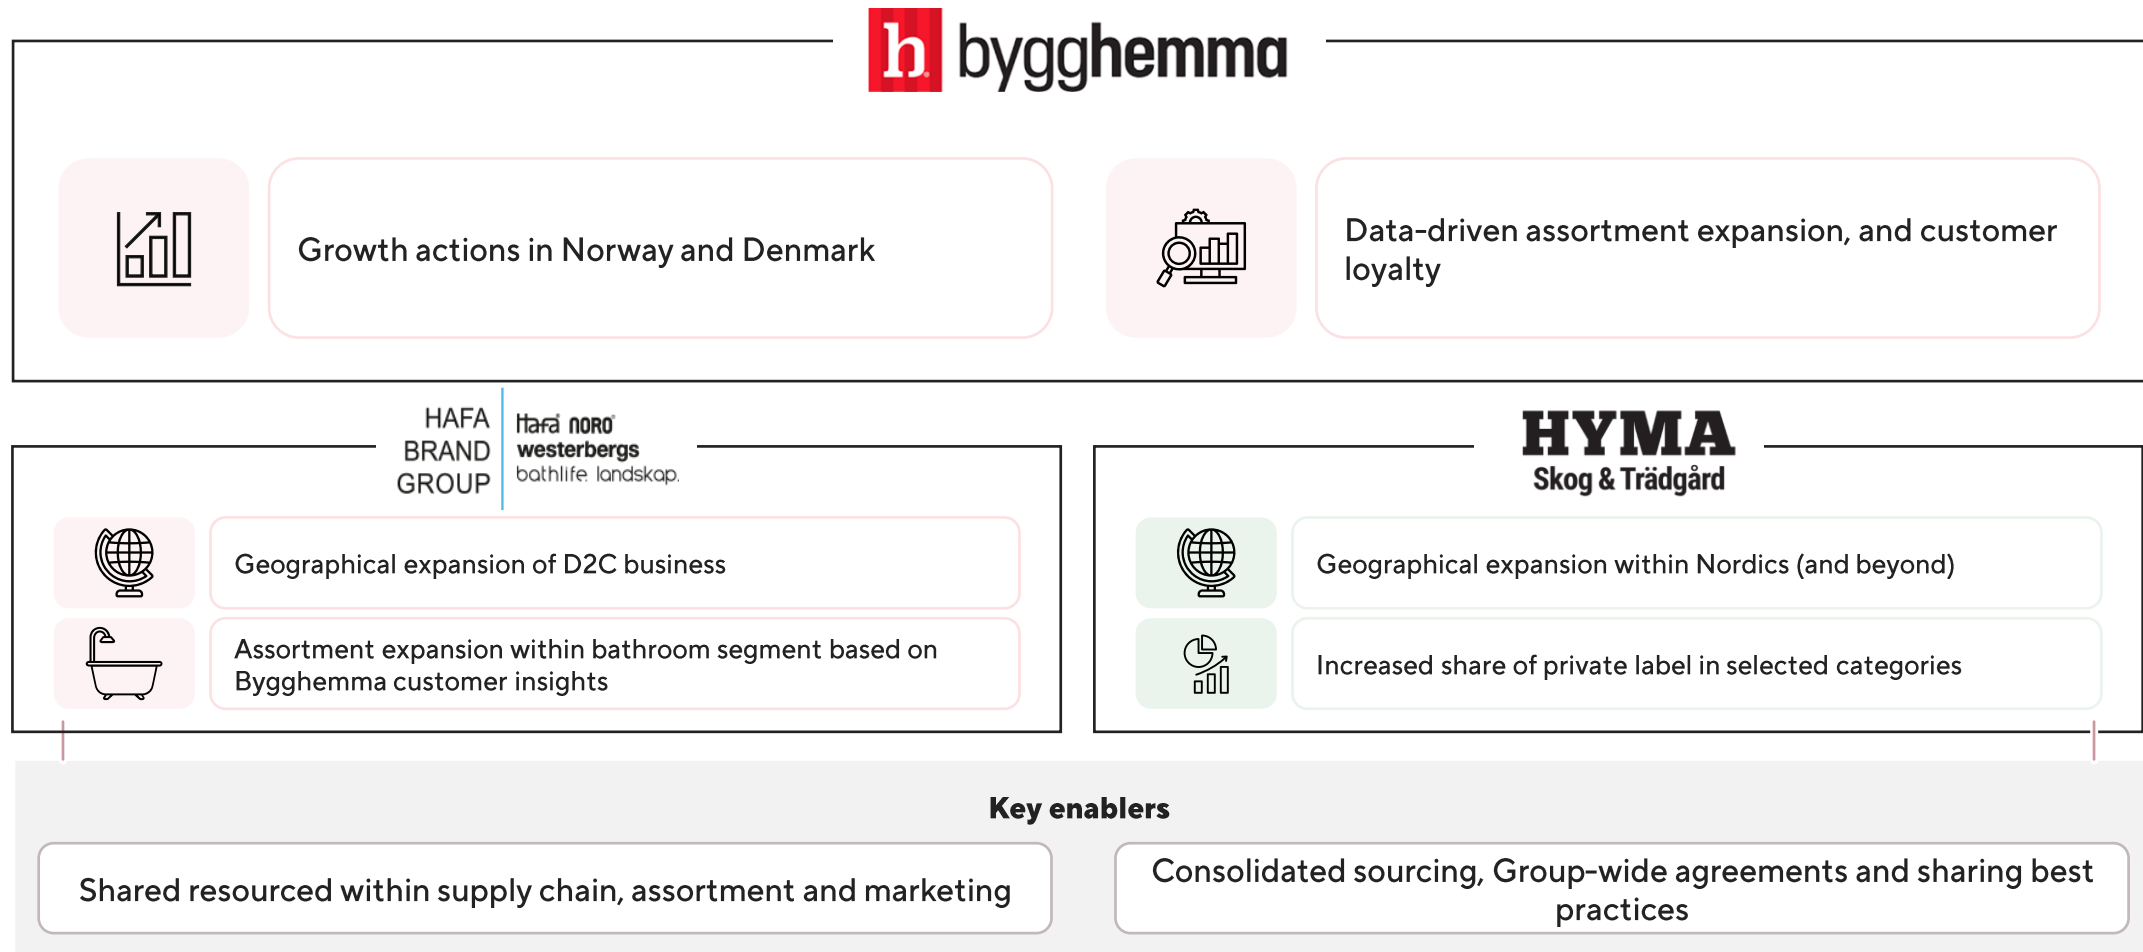 h. bygghemma
Growth actions in Norway and Denmark
Data-driven assortment expansion, and customer
loyalty
HAFA
BRAND
GROUP
Hafa NORO
westerbergs
bathlife landskap.
Geographical expansion of D2C business
Assortment expansion within bathroom segment based on
Bygghemma customer insights
HYMA
Skog & Trädgård
Geographical expansion within Nordics (and beyond)
Increased share of private label in selected categories
Key enablers
Shared resourced within supply chain, assortment and marketing
Consolidated sourcing, Group-wide agreements and sharing best
practices